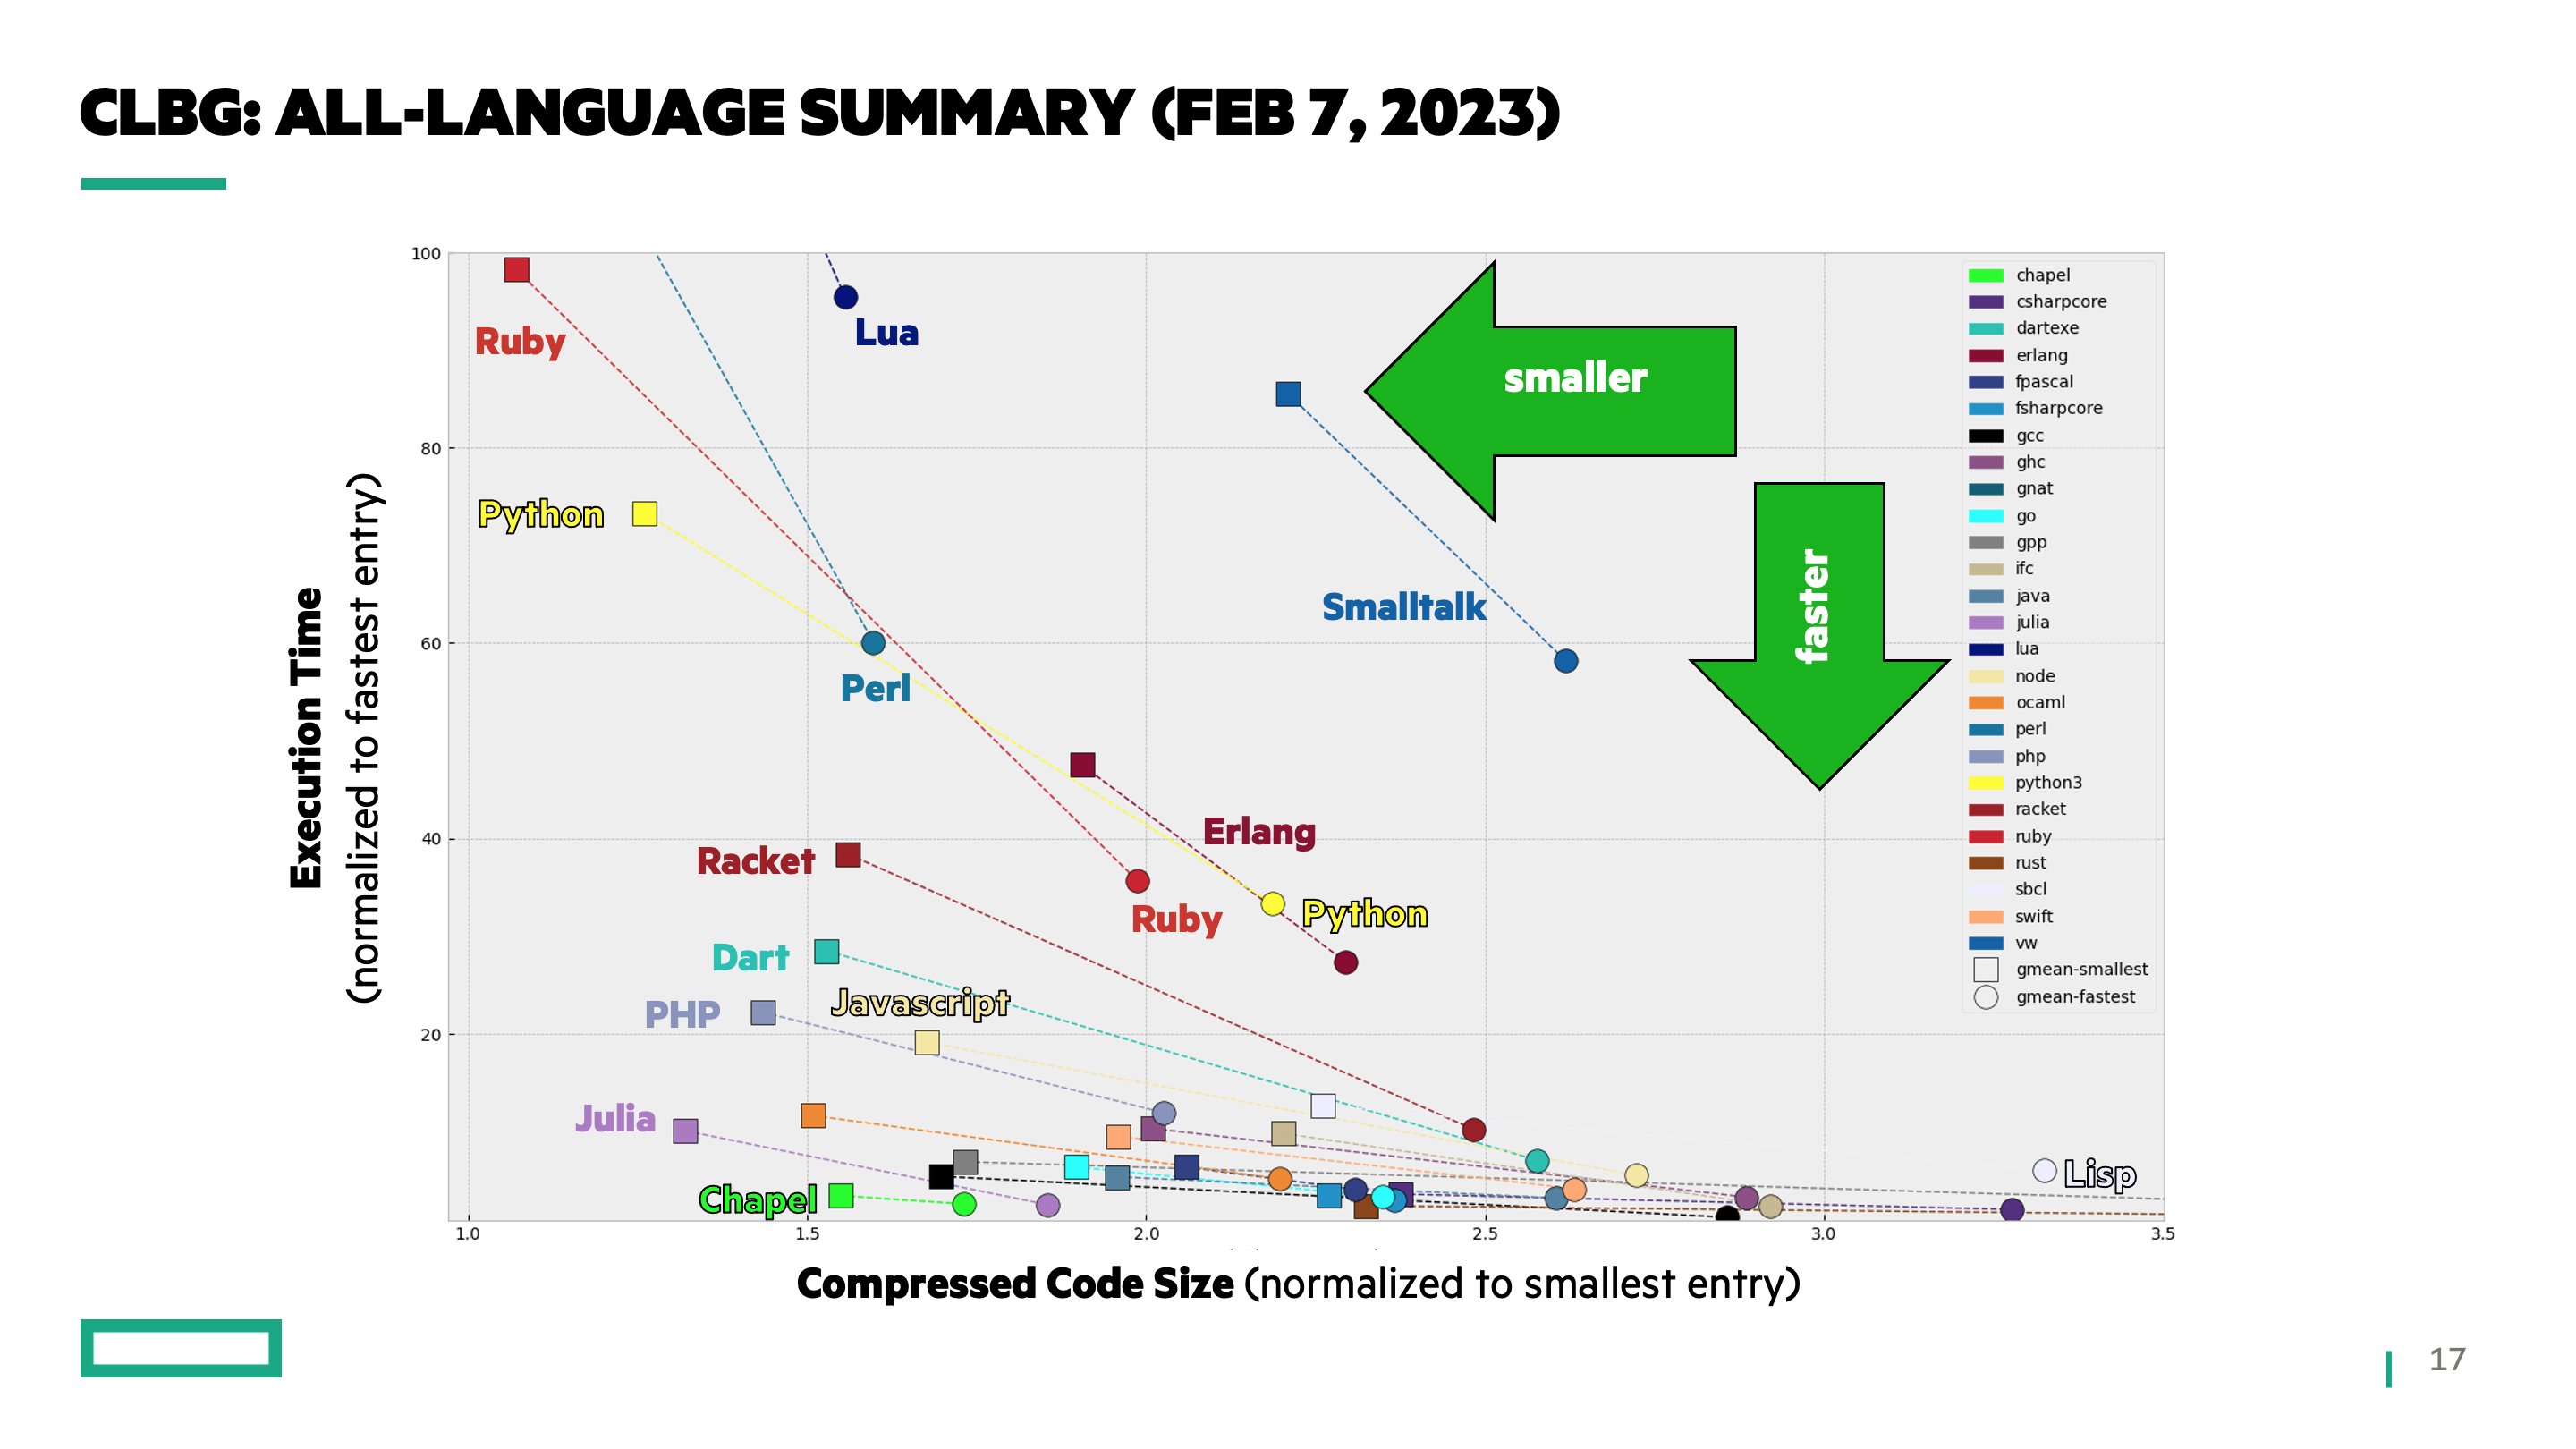 CLBG: ALL-LANGUAGE SUMMARY (FEB 7, 2023)
Execution Time
(normalized to fastest entry)
100
80
60
40
20
Ruby
Lua
Python
Perl
Smalltalk
Erlang
Racket
Ruby
Python
Dart
Javascript
PHP
Julia
Chapel
Lisp
smaller
faster
chapel
csharpcore
dartexe
erlang
fpascal
fsharpcore
gcc
ghc
gnat
go
gpp
ifc
java
julia
lua
node
ocaml
perl
php
python3
racket
ruby
rust
sbcl
swift
vw
gmean-smallest
gmean-fastest
1.0 1.5 2.0 2.5 3.0 3.5
Compressed Code Size (normalized to smallest entry)
17